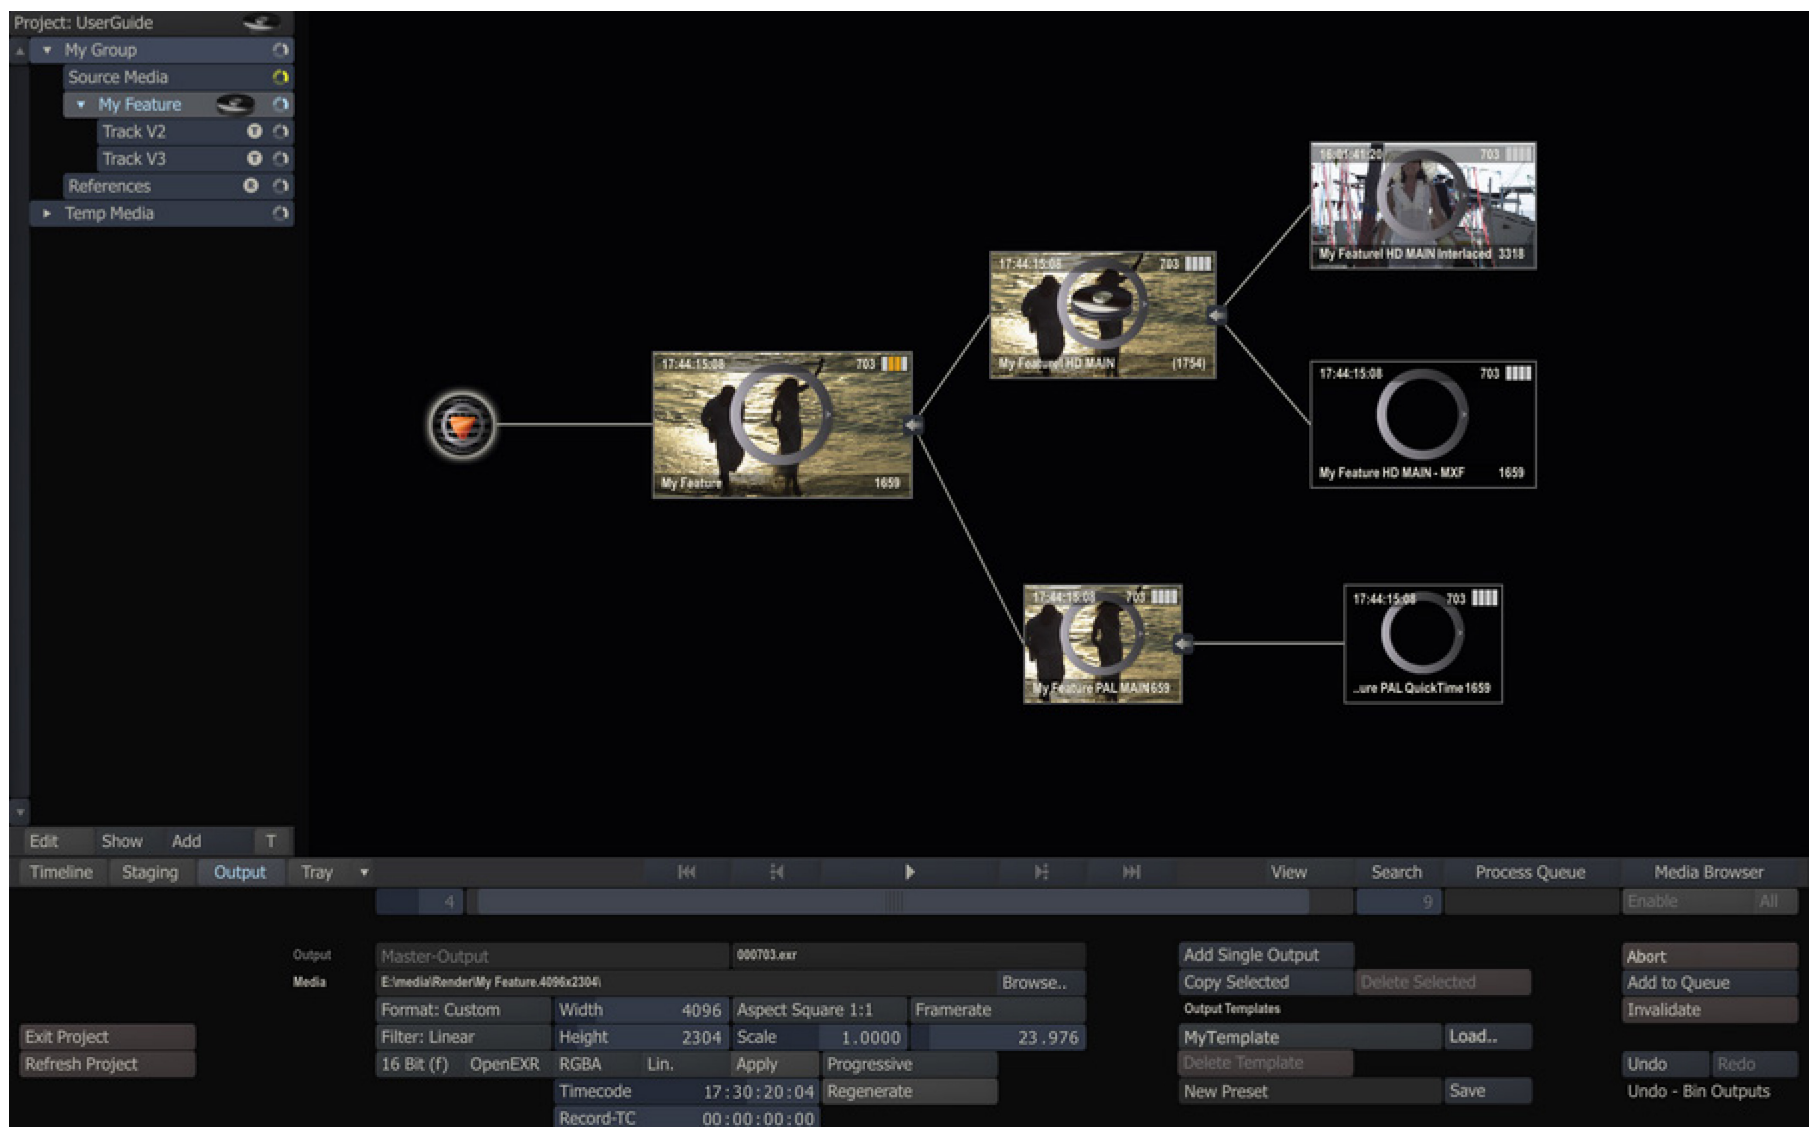 Project: UserGuide
My Group
Source Media
My Feature
Track V2 T
Track V3 T
References R
Temp Media
16:01:41:20 703
My Featurel HD MAIN Interlaced 3318
17:44:15:08 703
My Featurel HD MAIN (1754)
17:44:15:08 703
My Feature 1659
17:44:15:08 703
My Feature HD MAIN - MXF 1659
17:44:15:08 703
My Feature PAL MAIN659
17:44:15:08 703
..ure PAL QuickTime1659
Edit Show Add T
Timeline Staging Output Tray View Search Process Queue Media Browser
4 9 Enable All
Output Master-Output 000703.exr Add Single Output Abort
Media E:\media\Render\My Feature.4096x2304\ Browse.. Copy Selected Delete Selected Add to Queue
Format: Custom Width 4096 Aspect Square 1:1 Framerate Output Templates Invalidate
Exit Project Filter: Linear Height 2304 Scale 1.0000 23.976 MyTemplate Load..
Refresh Project 16 Bit (f) OpenEXR RGBA Lin. Apply Progressive Delete Template Undo Redo
Timecode 17:30:20:04 Regenerate New Preset Save Undo - Bin Outputs
Record-TC 00:00:00:00